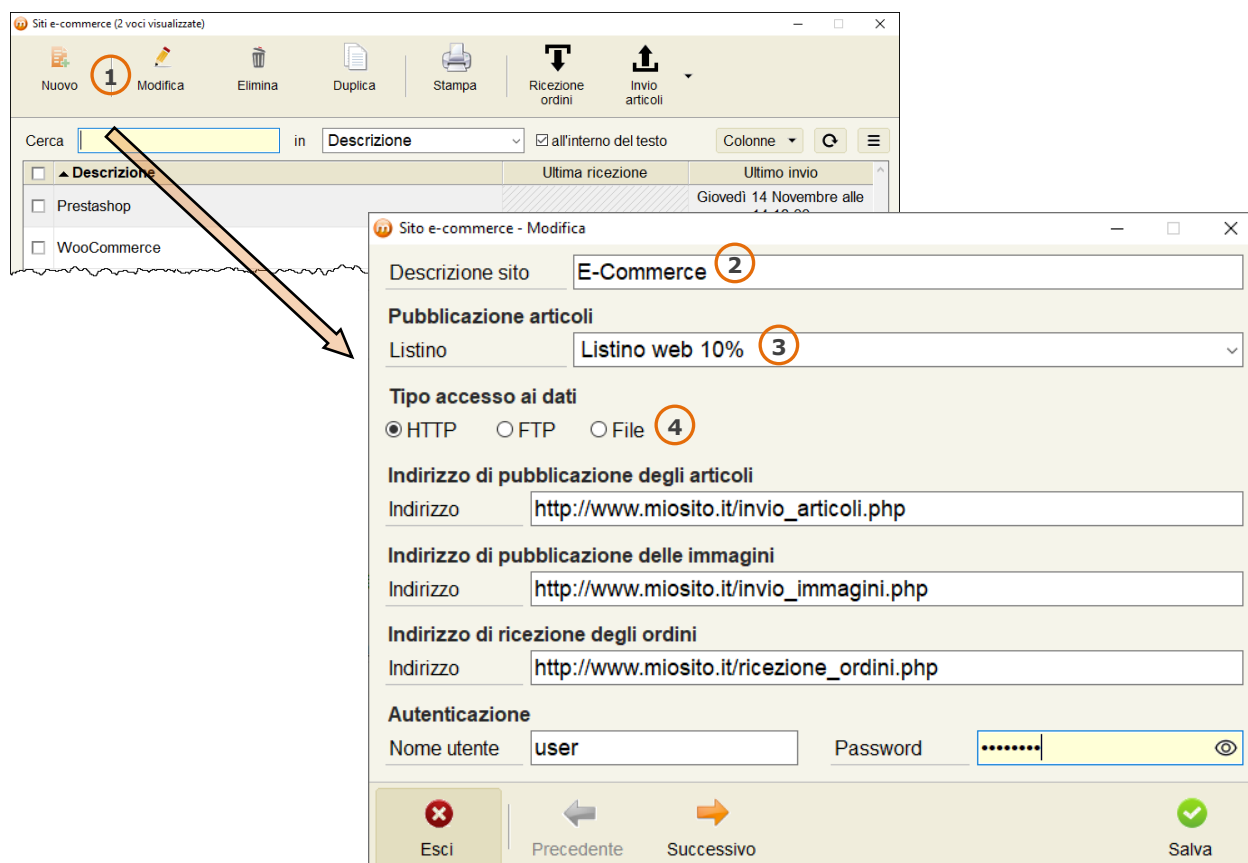 Siti e-commerce (2 voci visualizzate)
Nuovo 1 Modifica Elimina Duplica Stampa Ricezione ordini Invio articoli
Cerca in Descrizione all'interno del testo Colonne
Descrizione Ultima ricezione Ultimo invio
Prestashop Giovedì 14 Novembre alle
WooCommerce
Sito e-commerce - Modifica
Descrizione sito E-Commerce 2
Pubblicazione articoli
Listino Listino web 10% 3
Tipo accesso ai dati
HTTP FTP File 4
Indirizzo di pubblicazione degli articoli
Indirizzo http://www.miosito.it/invio_articoli.php
Indirizzo di pubblicazione delle immagini
Indirizzo http://www.miosito.it/invio_immagini.php
Indirizzo di ricezione degli ordini
Indirizzo http://www.miosito.it/ricezione_ordini.php
Autenticazione
Nome utente user Password ••••••••
Esci Precedente Successivo Salva